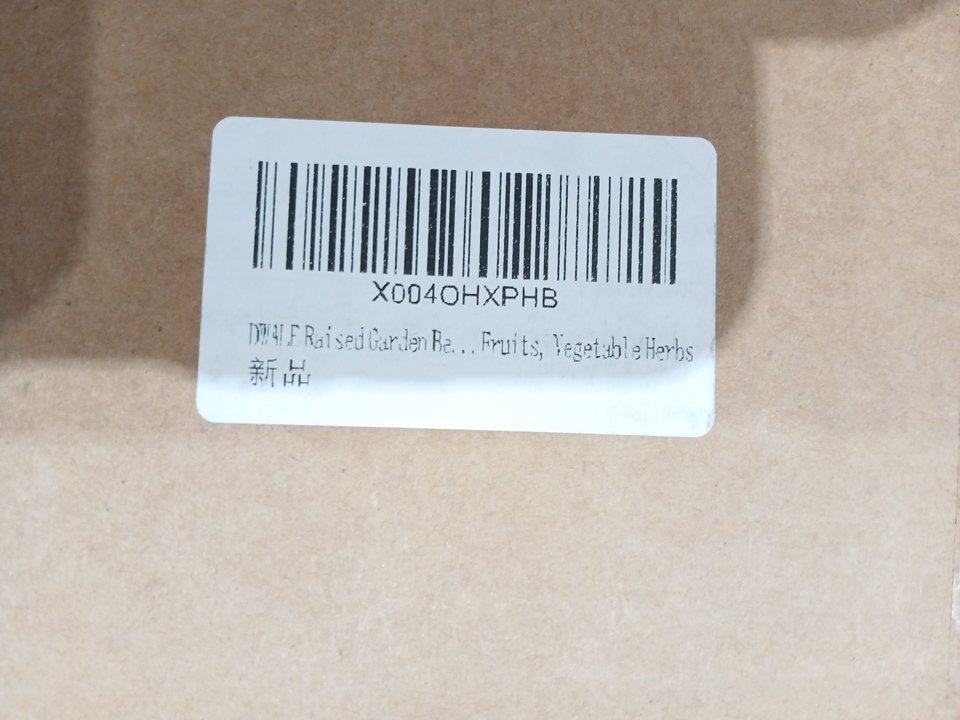 X004OHXPHB
Raised Garden Be...Fruits, Vegetable Herbs
新品